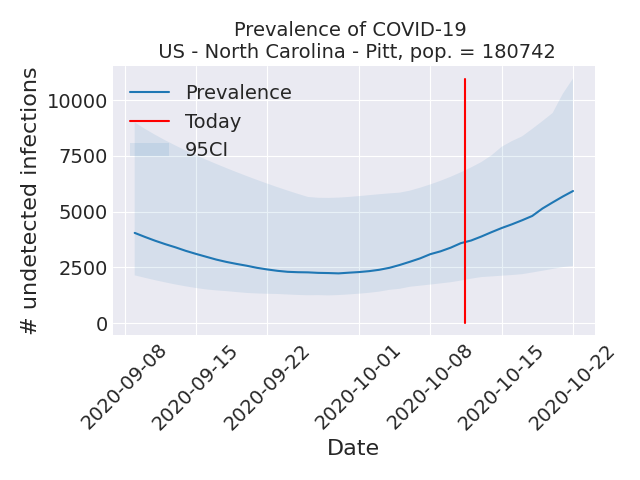 Prevalence of COVID-19
US - North Carolina - Pitt, pop. = 180742
# undetected infections
10000
7500
5000
2500
0
Prevalence
Today
95CI
2020-09-08
2020-09-15
2020-09-22
2020-10-01
2020-10-08
2020-10-15
2020-10-22
Date